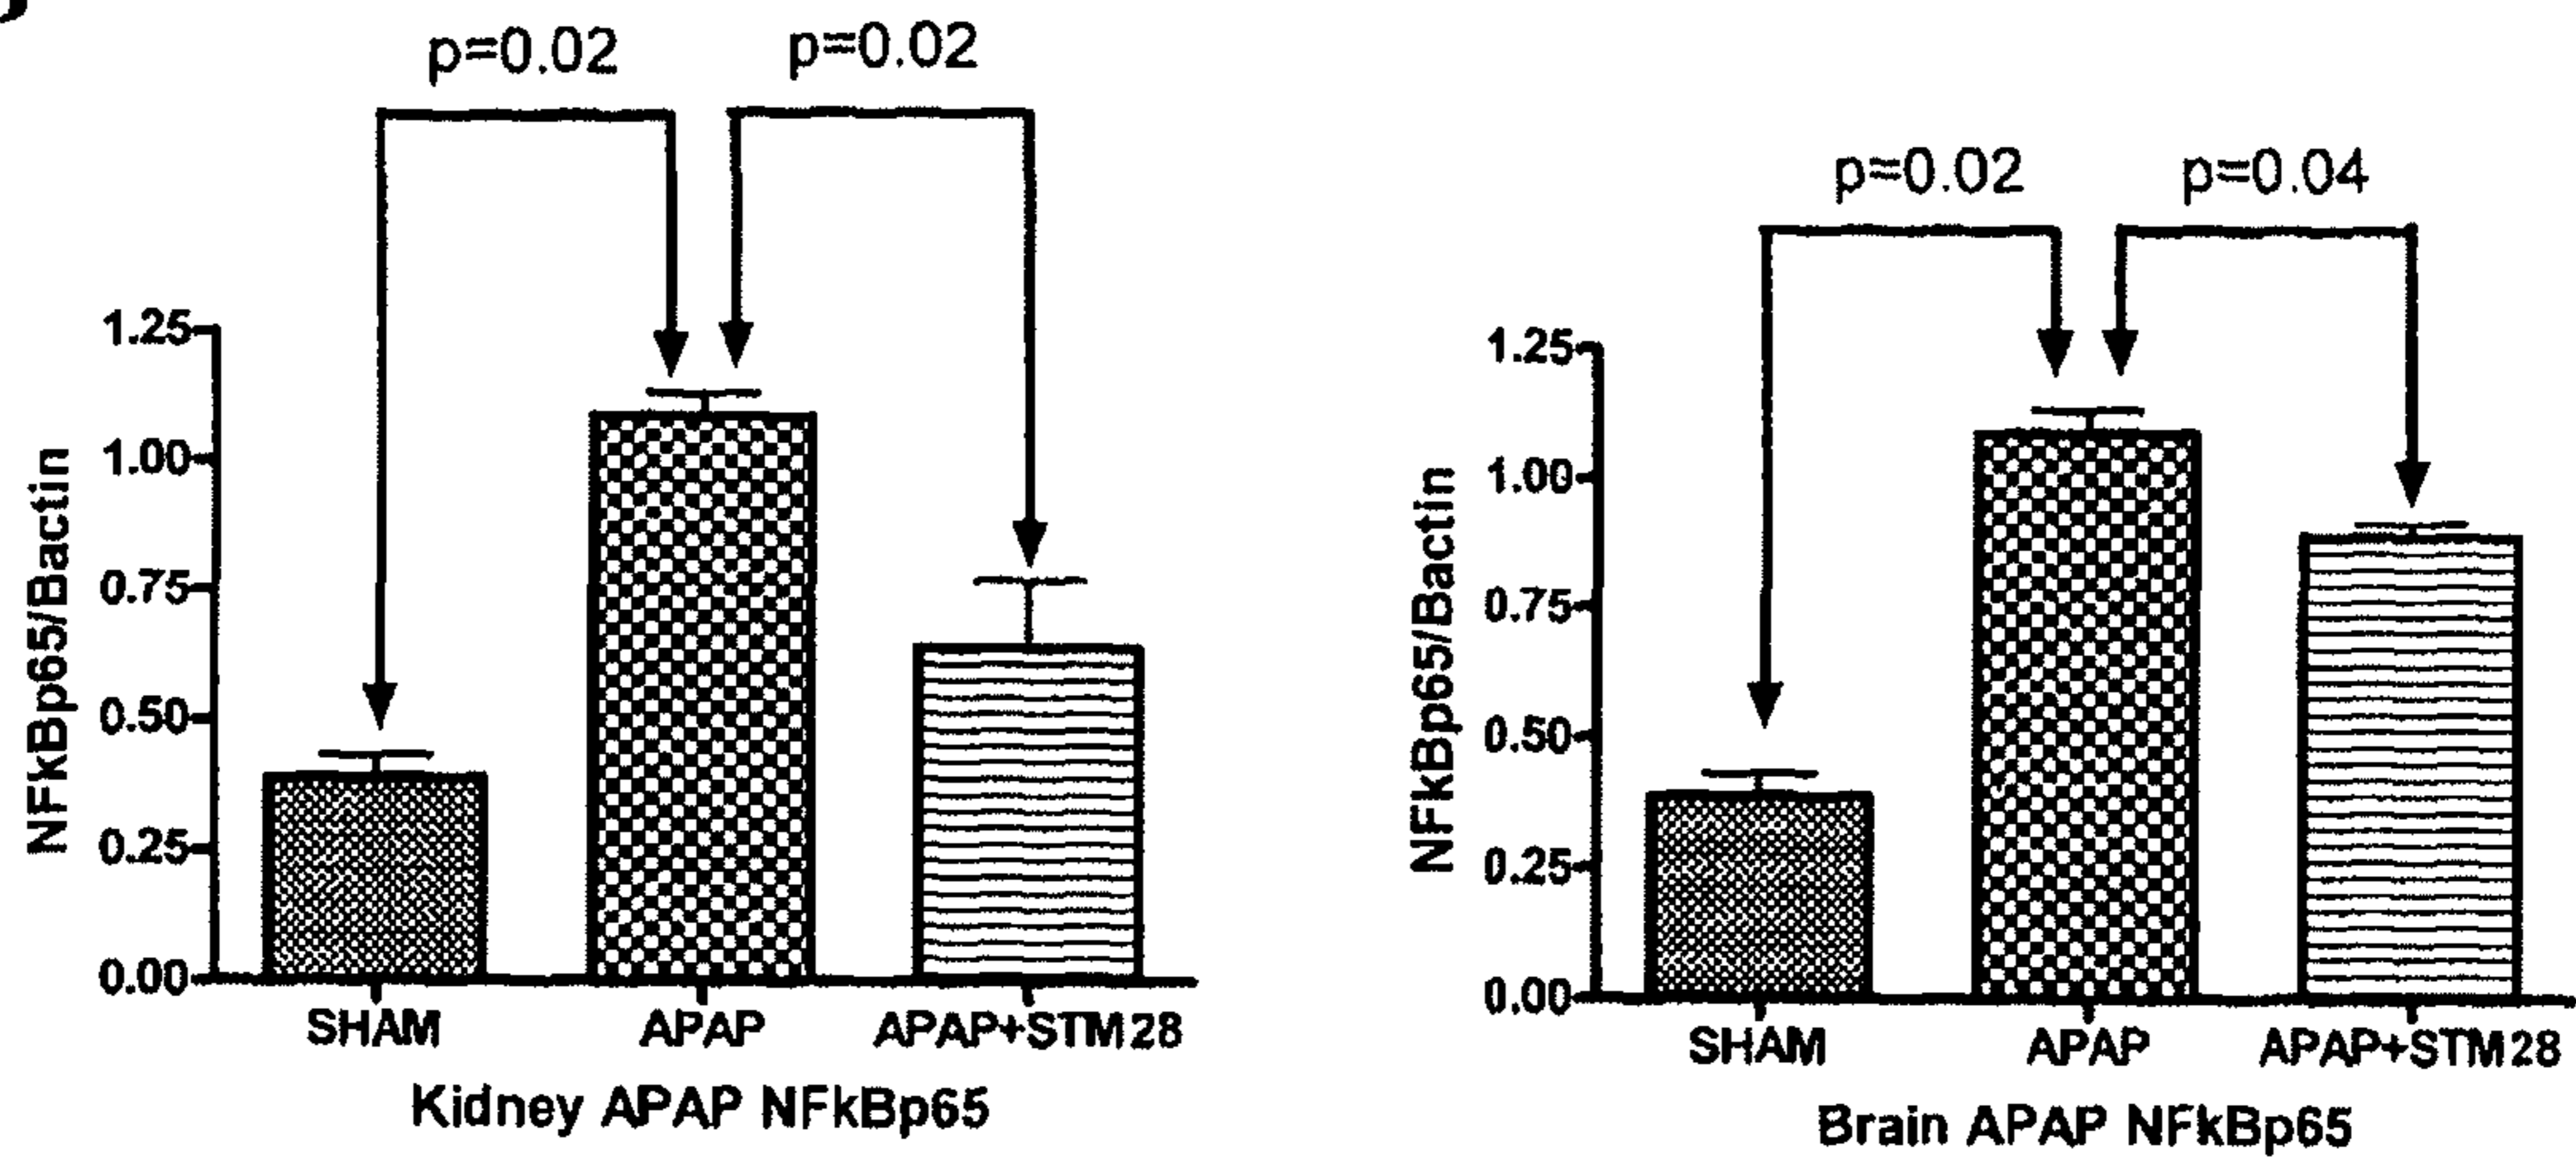 p=0.02
p=0.02
1.25
1.00
0.75
0.50
0.25
0.00
NFkBp65/Bactin
SHAM
APAP
APAP+STM28
Kidney APAP NFkBp65
p=0.02
p=0.04
1.25
1.00
0.75
0.50
0.25
0.00
NFkBp65/Bactin
SHAM
APAP
APAP+STM28
Brain APAP NFkBp65